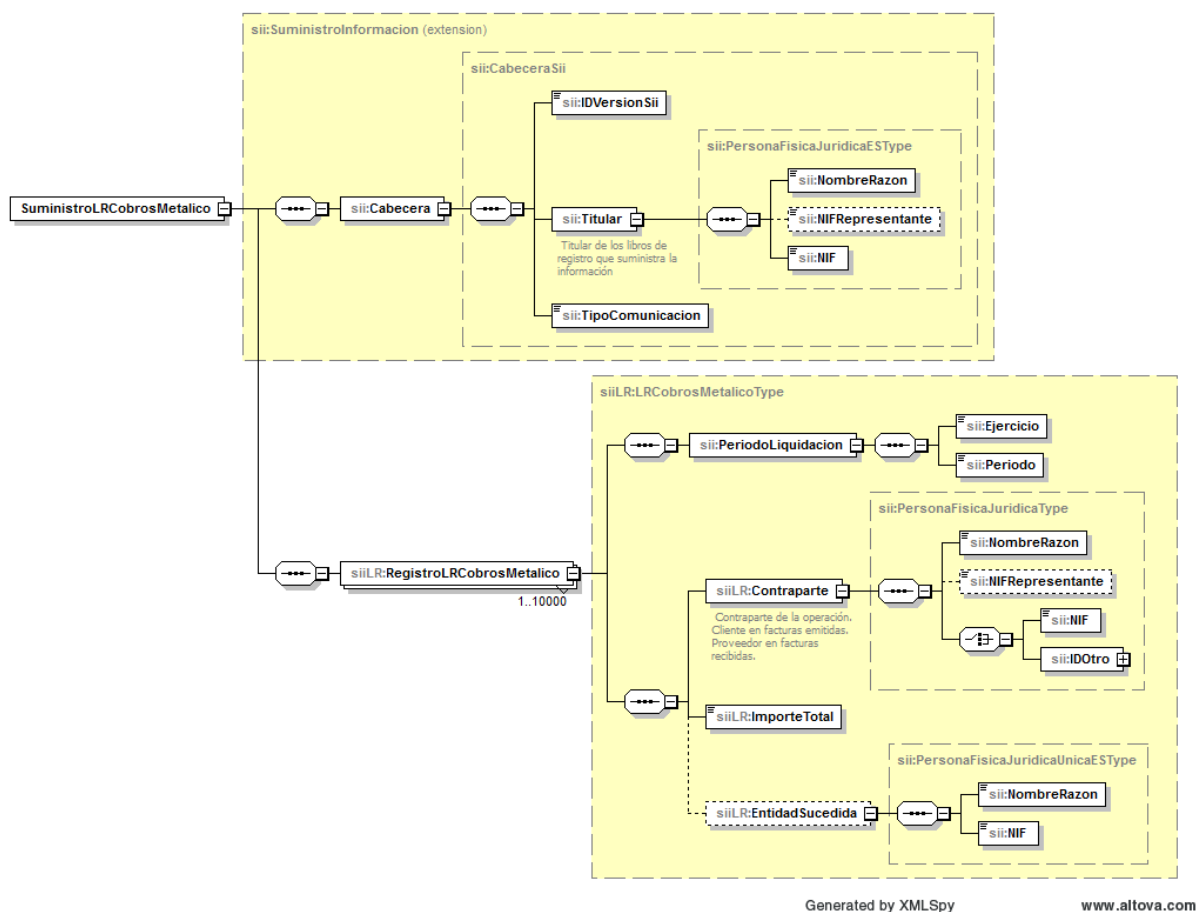 sii:SuministroInformacion (extension)
sii:CabeceraSii
sii:IDVersionSii
sii:PersonaFisicaJuridicaESType
sii:NombreRazon
SuministroLRCobrosMetalico
sii:Cabecera
sii:Titular
sii:NIFRepresentante
Titular de los libros de
registro que suministra la
información
sii:NIF
sii:TipoComunicacion
siiLR:LRCobrosMetalicoType
sii:PeriodoLiquidacion
sii:Ejercicio
sii:Periodo
sii:PersonaFisicaJuridicaType
sii:NombreRazon
siiLR:RegistroLRCobrosMetalico
1..10000
siiLR:Contraparte
sii:NIFRepresentante
Contraparte de la operación.
Cliente en facturas emitidas.
Proveedor en facturas
recibidas.
sii:NIF
sii:IDOtro
siiLR:ImporteTotal
sii:PersonaFisicaJuridicaUnicaESType
sii:NombreRazon
siiLR:EntidadSucedida
sii:NIF
Generated by XMLSpy
www.altova.com